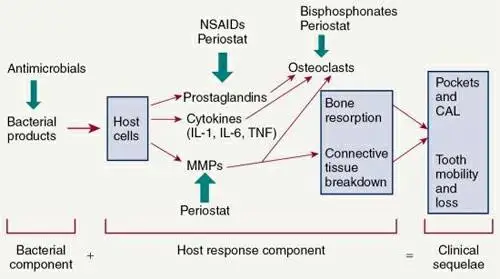 NSAIDs
Periostat
Bisphosphonates
Periostat
Antimicrobials
Osteoclasts
Bacterial
products
Host
cells
Prostaglandins
Cytokines
(IL-1, IL-6, TNF)
MMPs
Periostat
Bone
resorption
Connective
tissue
breakdown
Pockets
and
CAL
Tooth
mobility
and
loss
Bacterial
component
+
Host response component
=
Clinical
sequelae